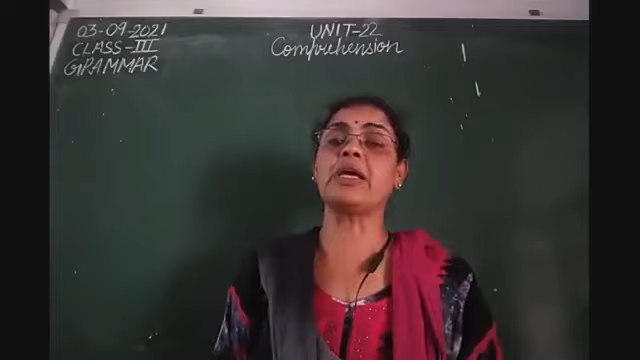 03-09-2021
CLASS-III
GRAMMAR
UNIT-22
Comprehension